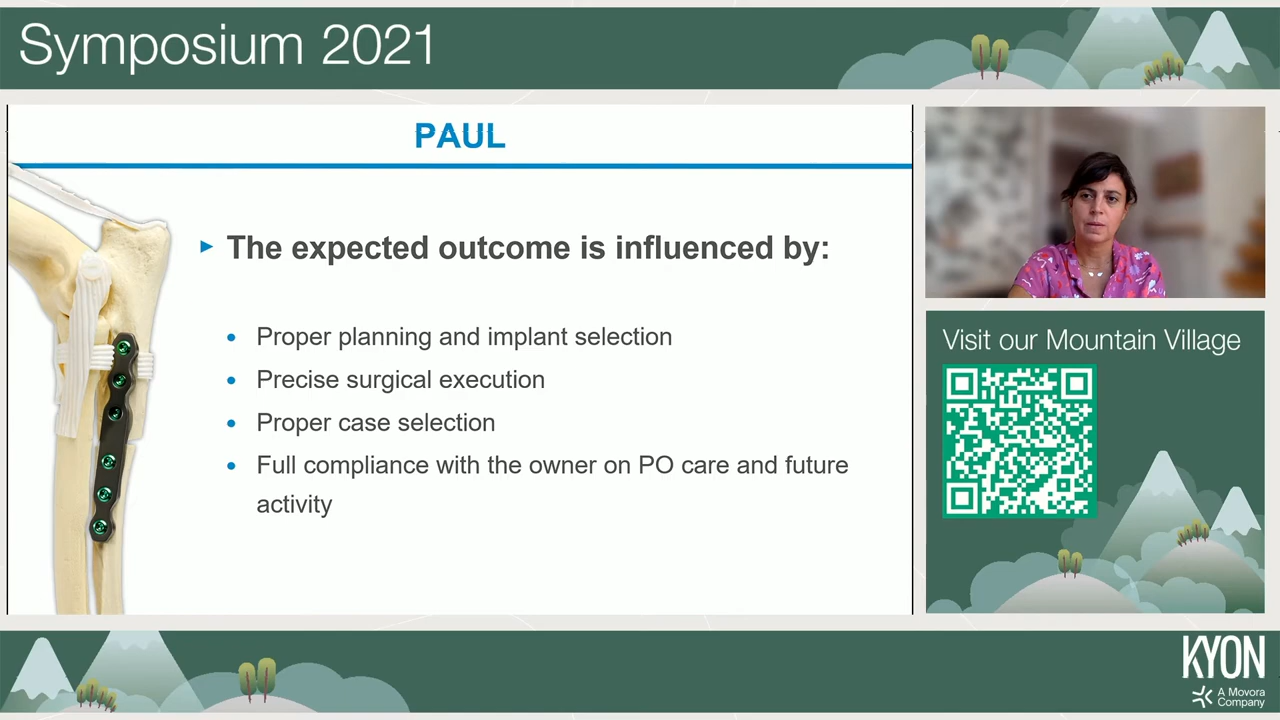 Symposium 2021
PAUL
The expected outcome is influenced by:
Proper planning and implant selection
Precise surgical execution
Proper case selection
Full compliance with the owner on PO care and future
activity
Visit our Mountain Village
KYON
A Movora
Company